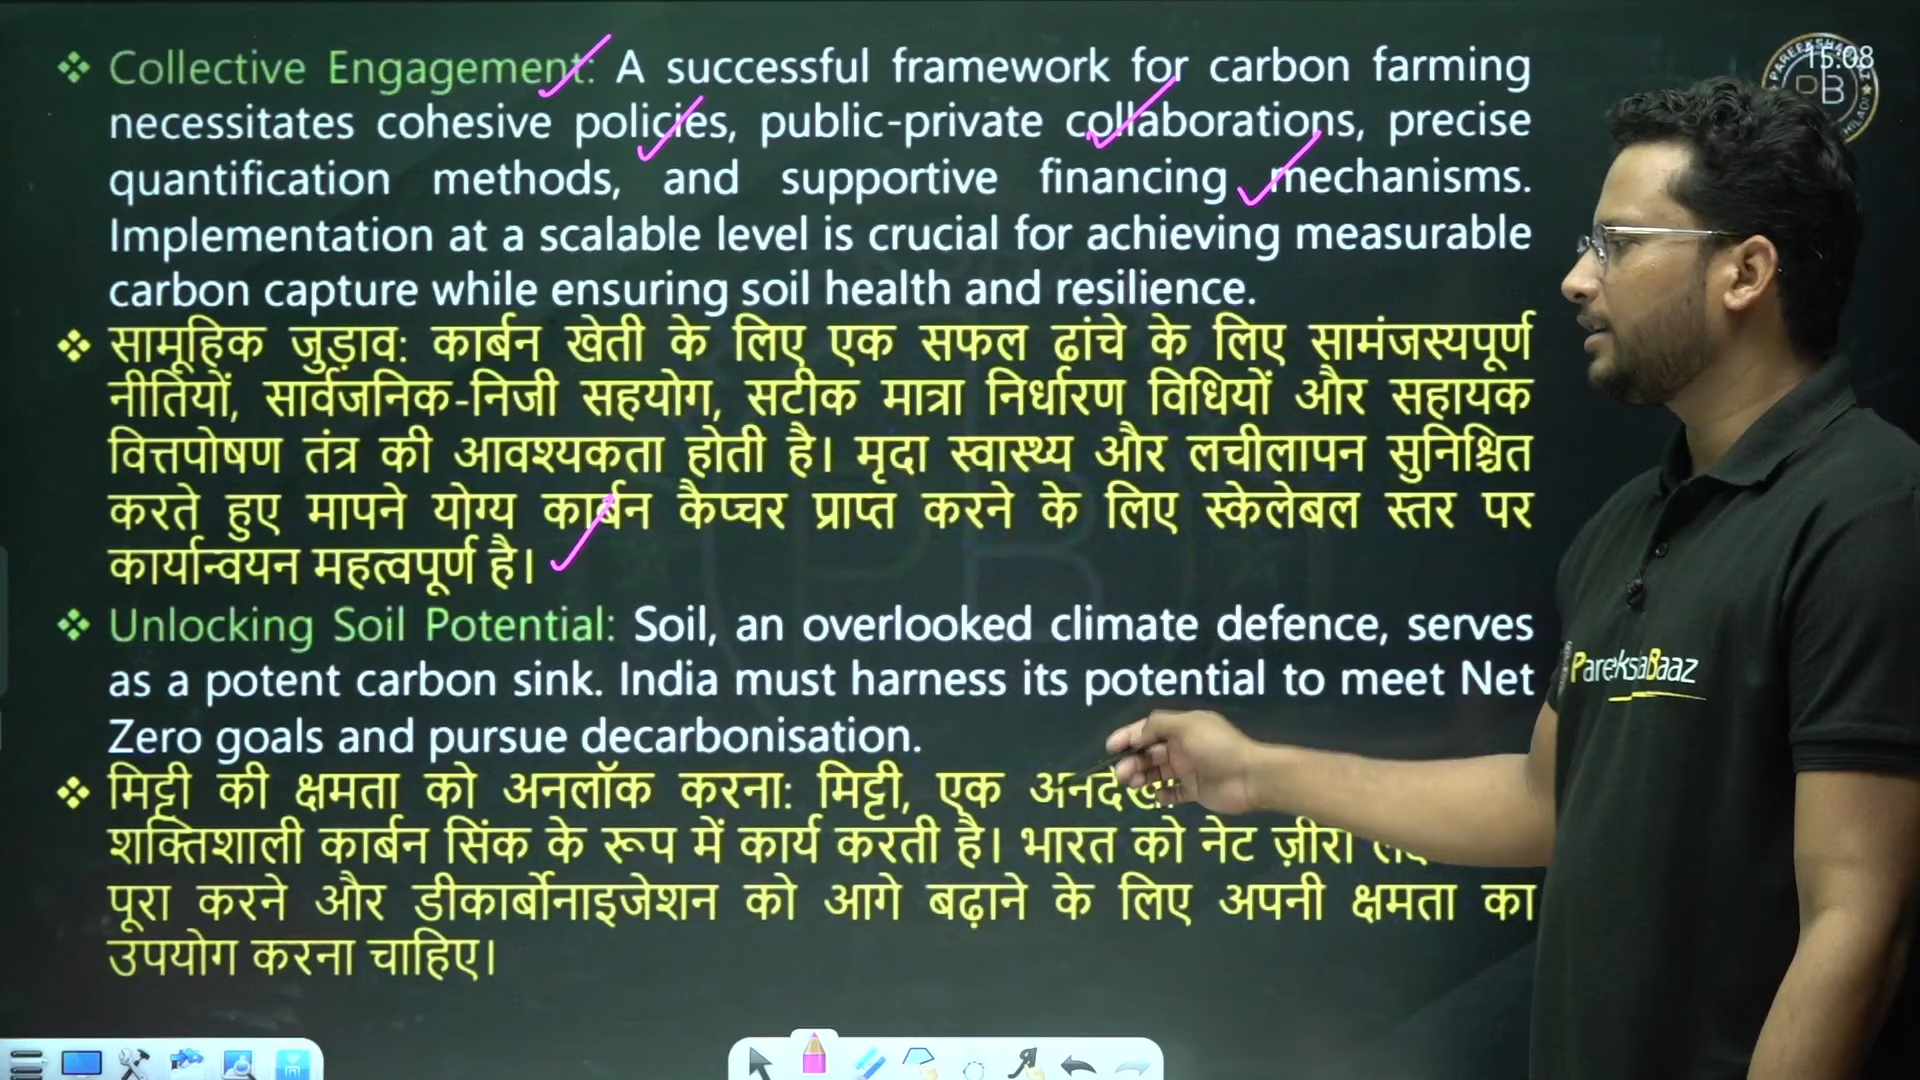 ❖ Collective Engagement: A successful framework for carbon farming
necessitates cohesive policies, public-private collaborations, precise
quantification methods, and supportive financing mechanisms.
Implementation at a scalable level is crucial for achieving measurable
carbon capture while ensuring soil health and resilience.
❖ सामूहिक जुड़ाव: कार्बन खेती के लिए एक सफल ढांचे के लिए सामंजस्यपूर्ण
नीतियों, सार्वजनिक-निजी सहयोग, सटीक मात्रा निर्धारण विधियों और सहायक
वित्तपोषण तंत्र की आवश्यकता होती है। मृदा स्वास्थ्य और लचीलापन सुनिश्चित
करते हुए मापने योग्य कार्बन कैप्चर प्राप्त करने के लिए स्केलेबल स्तर पर
कार्यान्वयन महत्वपूर्ण है।
❖ Unlocking Soil Potential: Soil, an overlooked climate defence, serves
as a potent carbon sink. India must harness its potential to meet Net
Zero goals and pursue decarbonisation.
❖ मिट्टी की क्षमता को अनलॉक करना: मिट्टी, एक
शक्तिशाली कार्बन सिंक के रूप में कार्य करती है। भारत को नेट ज़ीरो
पूरा करने और डीकार्बोनाइजेशन को आगे बढ़ाने के लिए अपनी क्षमता का
उपयोग करना चाहिए।
15:08
PB
PareeksaBaaz